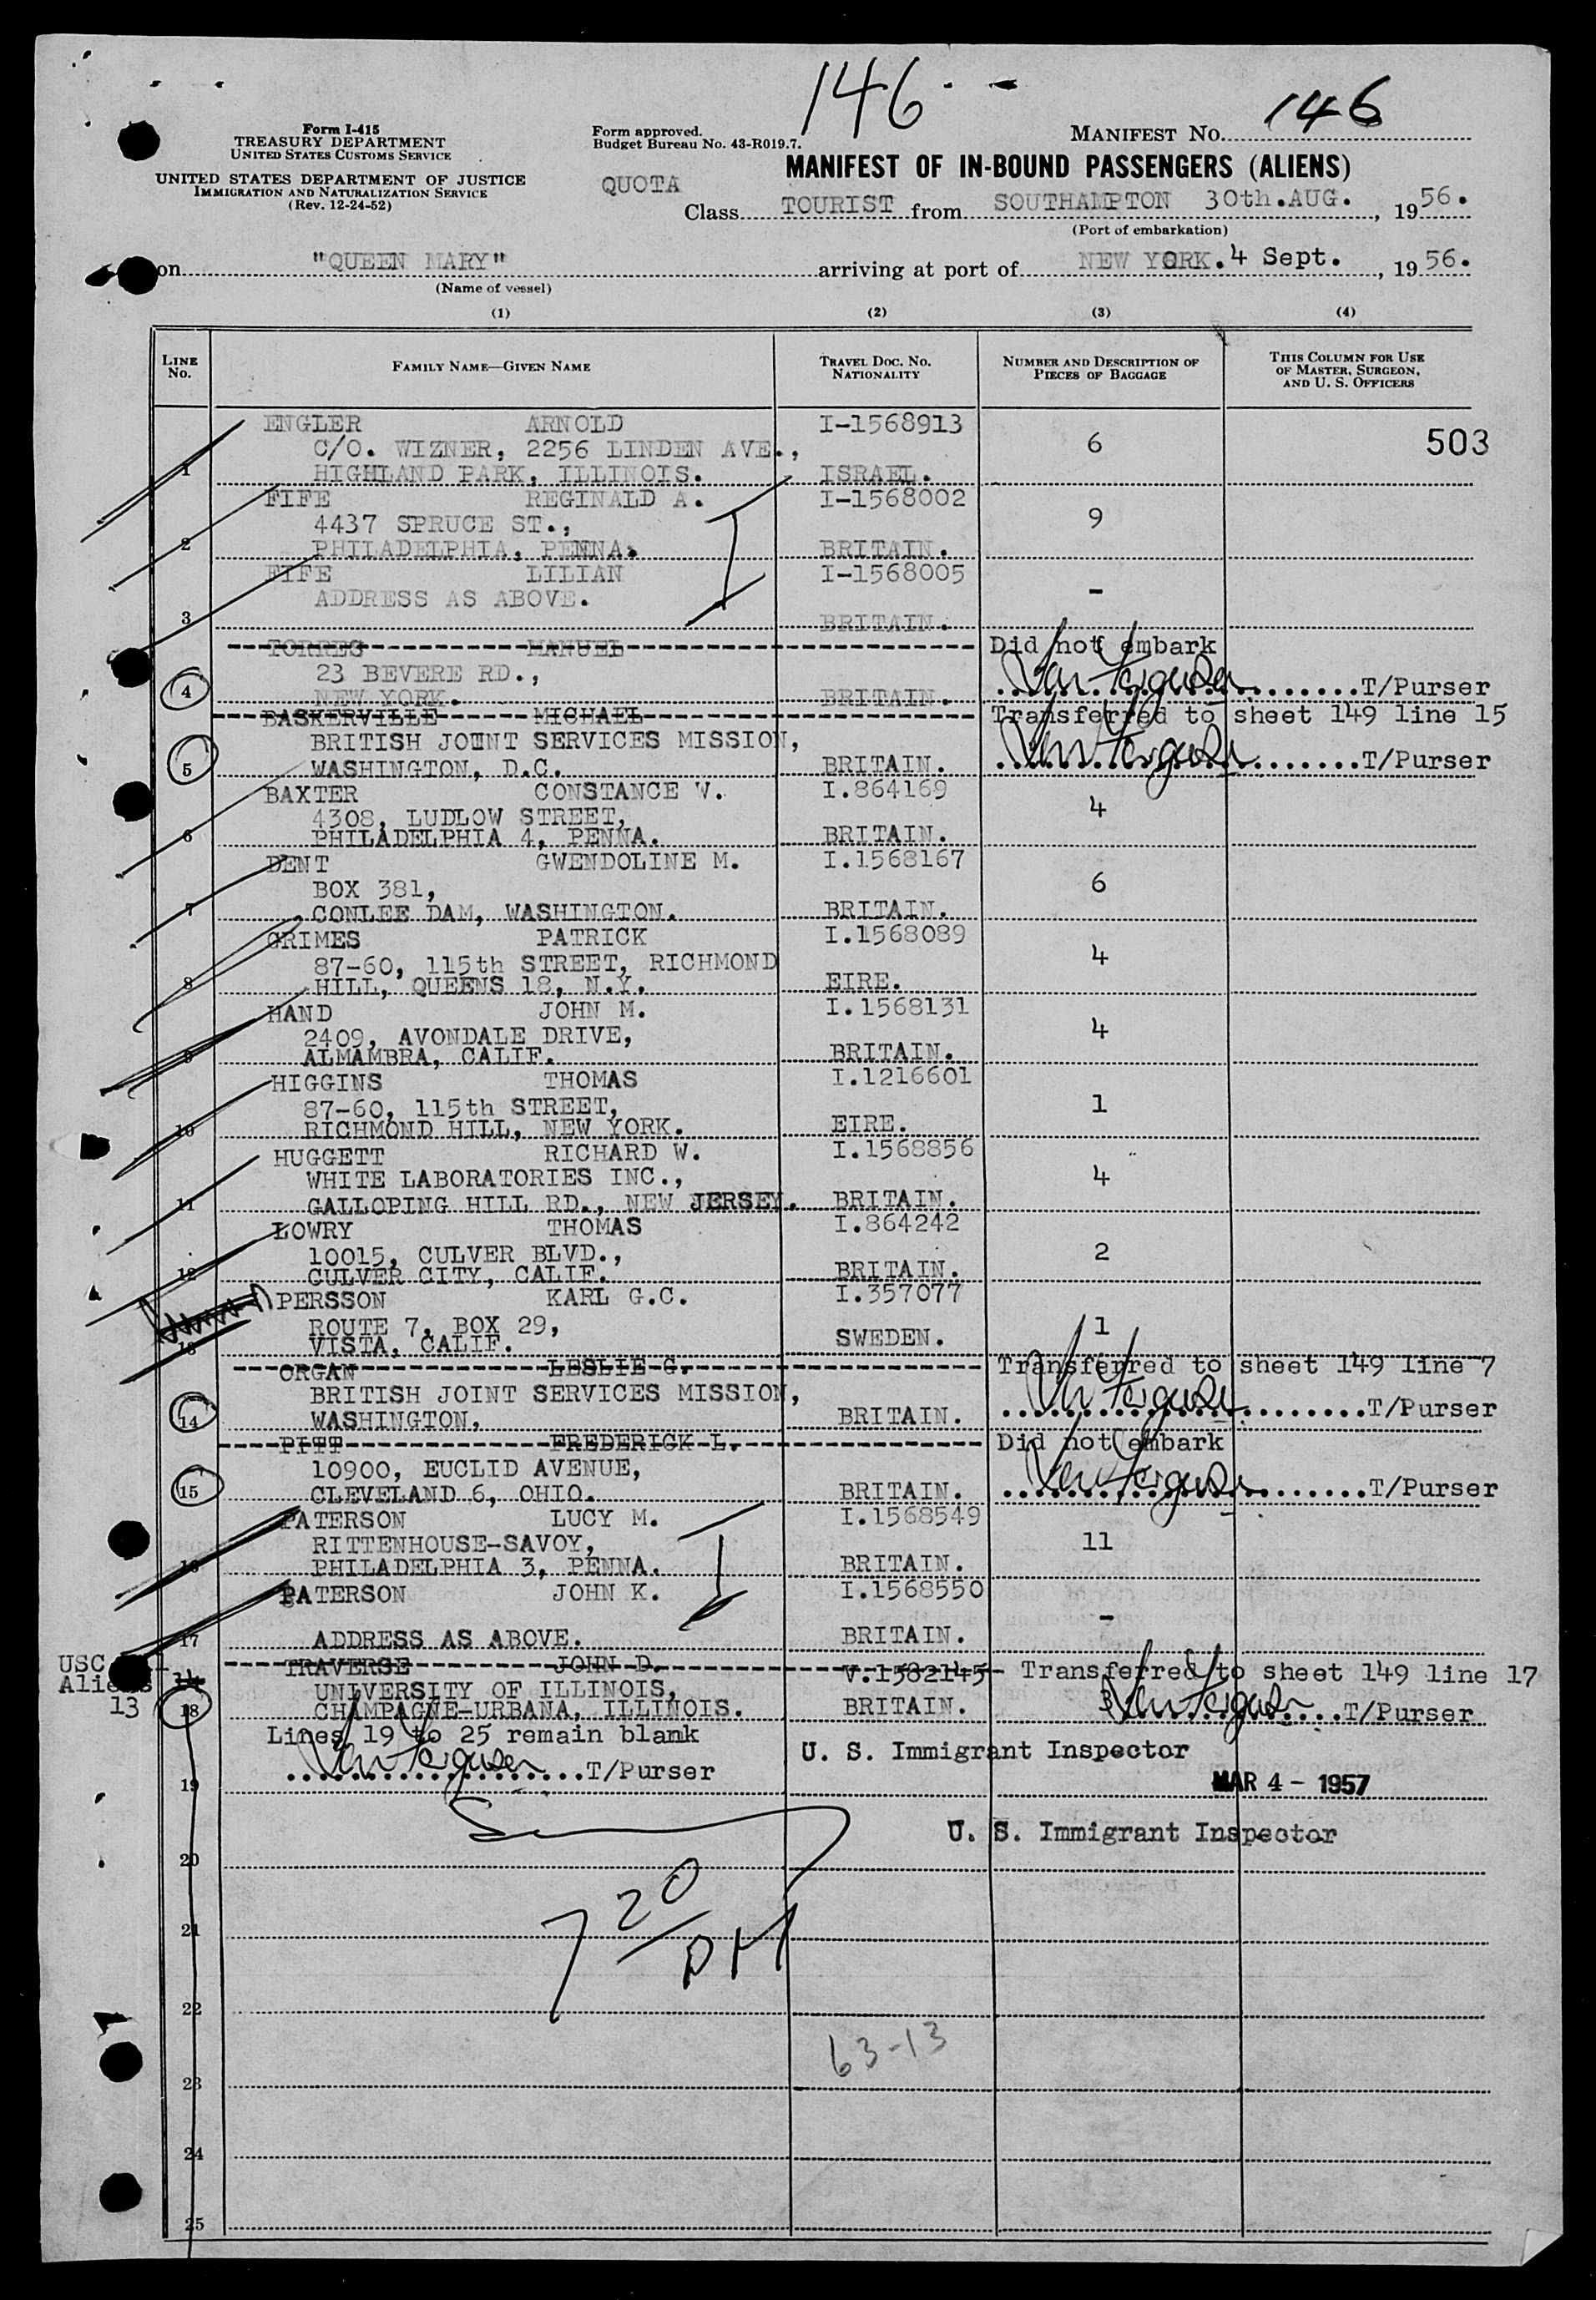 146
Form I-415
TREASURY DEPARTMENT
UNITED STATES CUSTOMS SERVICE
UNITED STATES DEPARTMENT OF JUSTICE
IMMIGRATION AND NATURALIZATION SERVICE
(Rev. 12-24-52)
Form approved.
Budget Bureau No. 43-R019.7.
MANIFEST NO. 146
MANIFEST OF IN-BOUND PASSENGERS (ALIENS)
QUOTA
Class TOURIST from SOUTHAMPTON 30th.AUG., 1956.
(Port of embarkation)
on "QUEEN MARY" arriving at port of NEW YORK. 4 Sept., 1956.
(Name of vessel)
(1) (2) (3) (4)
LINE NO. FAMILY NAME—GIVEN NAME TRAVEL DOC. NO. NATIONALITY NUMBER AND DESCRIPTION OF PIECES OF BAGGAGE THIS COLUMN FOR USE OF MASTER, SURGEON, AND U. S. OFFICERS
ENGLER ARNOLD I-1568913
C/O. WIZNER, 2256 LINDEN AVE., 6 503
1 HIGHLAND PARK, ILLINOIS. ISRAEL.
FIFE REGINALD A. I-1568002
4437 SPRUCE ST., 9
2 PHILADELPHIA, PENNA. BRITAIN.
FIFE LILIAN I-1568005
ADDRESS AS ABOVE. -
3 BRITAIN.
TORRES MANUEL Did not embark
23 BEVERE RD.,
4 NEW YORK. BRITAIN. T/Purser
BASKERVILLE MICHAEL Transferred to sheet 149 line 15
BRITISH JOINT SERVICES MISSION,
5 WASHINGTON, D.C. BRITAIN. T/Purser
BAXTER CONSTANCE V. I.864169
4308, LUDLOW STREET, 4
6 PHILADELPHIA 4, PENNA. BRITAIN.
DENT GWENDOLINE M. I.1568167
BOX 381, 6
7 CONLEE DAM, WASHINGTON. BRITAIN.
GRIMES PATRICK I.1568089
87-60, 115th STREET, RICHMOND 4
8 HILL, QUEENS 18, N.Y. EIRE.
HAND JOHN M. I.1568131
2409, AVONDALE DRIVE, 4
9 ALMAMBRA, CALIF. BRITAIN.
HIGGINS THOMAS I.1216601
87-60, 115th STREET, 1
10 RICHMOND HILL, NEW YORK. EIRE.
HUGGETT RICHARD W. I.1568856
WHITE LABORATORIES INC., 4
11 GALLOPING HILL RD., NEW JERSEY. BRITAIN.
LOWRY THOMAS I.864242
10015, CULVER BLVD., 2
12 CULVER CITY, CALIF. BRITAIN.
PERSSON KARL G.C. I.357077
ROUTE 7, BOX 29, 1
13 VISTA, CALIF. SWEDEN.
ORGAN LESLIE G. Transferred to sheet 149 line 7
BRITISH JOINT SERVICES MISSION,
14 WASHINGTON, BRITAIN. T/Purser
PITT FREDERICK L. Did not embark
10900, EUCLID AVENUE,
15 CLEVELAND 6, OHIO. BRITAIN. T/Purser
PATERSON LUCY M. I.1568549
RITTENHOUSE-SAVOY, 11
16 PHILADELPHIA 3, PENNA. BRITAIN.
PATERSON JOHN K. I.1568550
-
17 ADDRESS AS ABOVE. BRITAIN.
USC
Aliens 14
13
TRAVERSE JOHN D. V.1582145 Transferred to sheet 149 line 17
UNIVERSITY OF ILLINOIS,
18 CHAMPAGNE-URBANA, ILLINOIS. BRITAIN. 3 T/Purser
Lines 19 to 25 remain blank
U. S. Immigrant Inspector
T/Purser
19 MAR 4 - 1957
U. S. Immigrant Inspector
20
7 20/PM
21
22
63-13
23
24
25